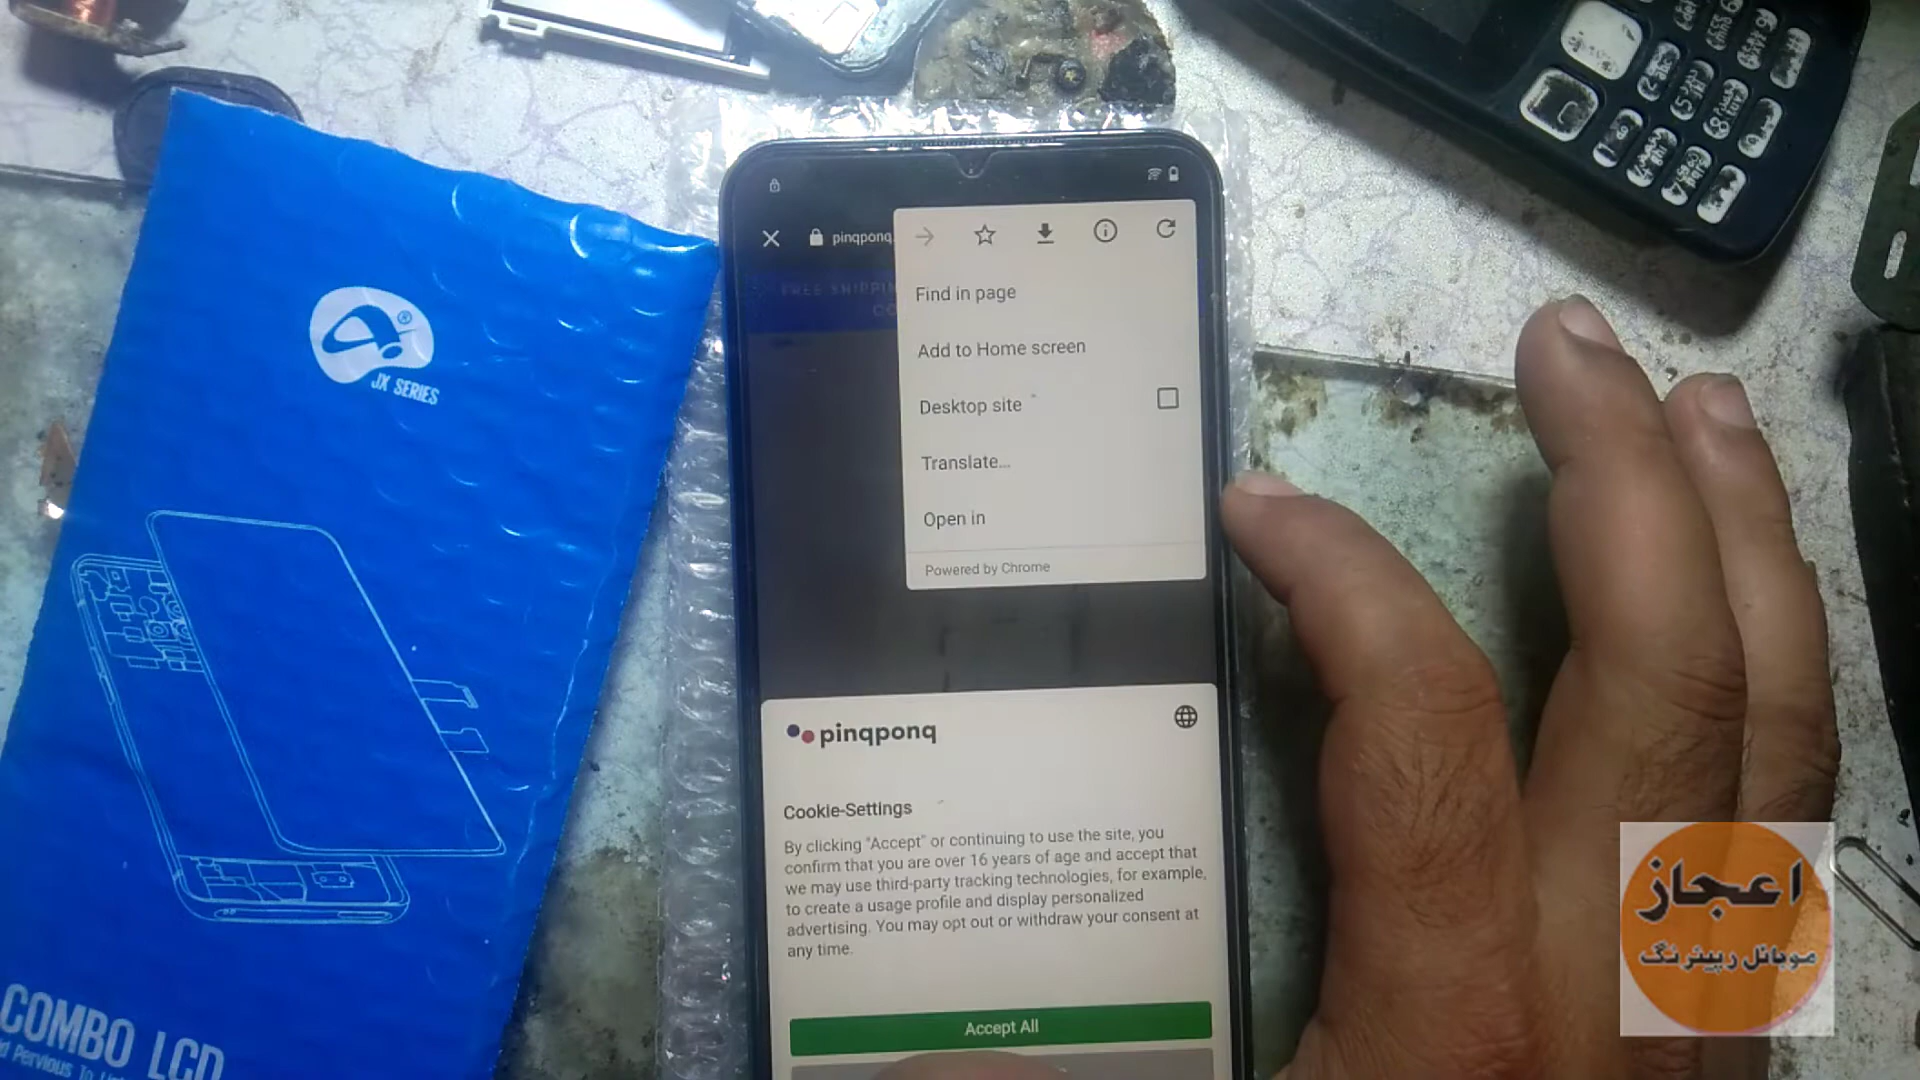 JX SERIES
COMBO LCD
pinqponq
FREE SHIPPIN
CO
Find in page
Add to Home screen
Desktop site
Translate...
Open in
Powered by Chrome
pinqponq
Cookie-Settings
By clicking "Accept" or continuing to use the site, you
confirm that you are over 16 years of age and accept that
we may use third-party tracking technologies, for example,
to create a usage profile and display personalized
advertising. You may opt out or withdraw your consent at
any time.
Accept All
اعجاز
موبائل رپیئرنگ